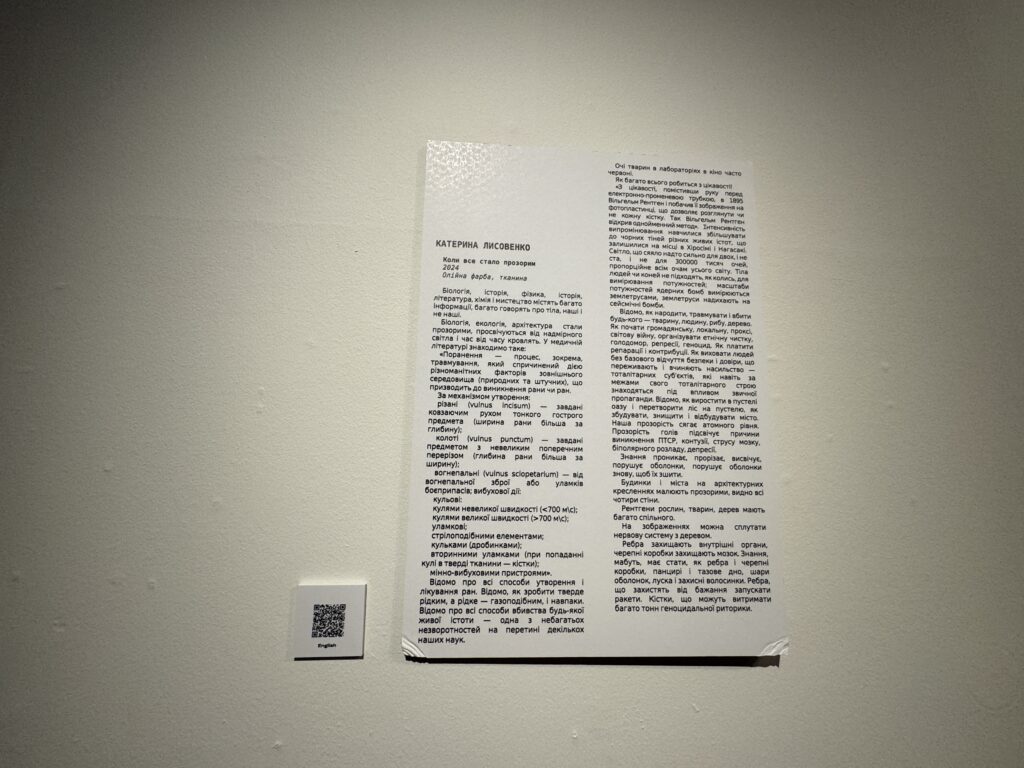 КАТЕРИНА ЛИСОВЕНКО
Коли все стало прозорим
2024
Олійна фарба, тканина
Біологія, історія, фізика, історія,
література, хімія і мистецтво містять багато
інформації, багато говорять про тіла, наші і
не наші.
Біологія, екологія, архітектура стали
прозорими, просвічуються від надмірного
світла і час від часу кровлять. У медичній
літературі знаходимо таке:
«Поранення — процес, зокрема,
травмування, який спричинений дією
різноманітних факторів зовнішнього
середовища (природних та штучних), що
призводить до виникнення рани чи ран.
За механізмом утворення:
різані (vulnus incisum) — завдані
ковзаючим рухом тонкого гострого
предмета (ширина рани більша за
глибину);
колоті (vulnus punctum) — завдані
предметом з невеликим поперечним
перерізом (глибина рани більша за
ширину);
вогнепальні (vulnus sclopetarium) — від
вогнепальної зброї або уламків
боєприпасів; вибухової дії:
кульові:
кулями невеликої швидкості (<700 м\с);
кулями великої швидкості (>700 м\с);
уламкові;
стрілоподібними елементами;
кульками (дробинками);
вторинними уламками (при попаданні
кулі в тверді тканини — кістки).
мінно-вибуховими пристроями».
Відомо про всі способи утворення і
лікування ран. Відомо, як зробити тверде
рідким, а рідке — газоподібним, і навпаки.
Відомо про всі способи вбивства будь-якої
живої істоти — одна з небагатьох
незворотностей на перетині декількох
наших наук.
Очі тварин в лабораторіях в кіно часто
червоні.
Як багато всього робиться з цікавості!
«З цікавості, помістивши руку перед
електронно-променевою трубкою, в 1895
Вільгельм Рентген і побачив її зображення на
фотопластинці, що дозволяє розглянути чи
не кожну кістку. Так Вільгельм Рентген
відкрив однойменний метод». Інтенсивність
випромінювання навчилися збільшувати
до чорних тіней різних живих істот, що
залишилися на місці в Хіросімі і Нагасакі.
Світло, що сяяло надто сильно для двох, і не
ста, і не для 300000 тисяч очей,
пропорційне всім очам усього світу. Тіла
людей чи коней не підходять, як колись, для
вимірювання потужностей; масштаби
потужностей ядерних бомб вимірюються
землетрусами, землетруси надихають на
сейсмічні бомби.
Відомо, як народити, травмувати і вбити
будь-кого — тварину, людину, рибу, дерево.
Як почати громадянську, локальну, проксі,
світову війну, організувати етнічну чистку,
голодомор, репресії, геноцид. Як платити
репарації і контрибуції. Як виховати людей
без базового відчуття безпеки і довіри, що
переживають і вчиняють насильство —
тоталітарних суб'єктів, які навіть за
межами свого тоталітарного строю
знаходяться під впливом звичної
пропаганди. Відомо, як виростити в пустелі
оазу і перетворити ліс на пустелю, як
збудувати, знищити і відбудувати місто.
Наша прозорість сягає атомного рівня.
Прозорість голів підсвічує причини
виникнення ПТСР, контузії, струсу мозку,
біполярного розладу, депресії.
Знання проникає, прорізає, висвічує,
порушує оболонки, порушує оболонки
знову, щоб їх зшити.
Будинки і міста на архітектурних
кресленнях малюють прозорими, видно всі
чотири стіни.
Рентгени рослин, тварин, дерев мають
багато спільного.
На зображеннях можна сплутати
нервову систему з деревом.
Ребра захищають внутрішні органи,
черепні коробки захищають мозок. Знання,
мабуть, має стати, як ребра і черепні
коробки, панцирі і тазове дно, шари
оболонок, луска і захисні волосинки. Ребра,
що захистять від бажання запускати
ракети. Кістки, що можуть витримати
багато тонн геноцидальної риторики.
English